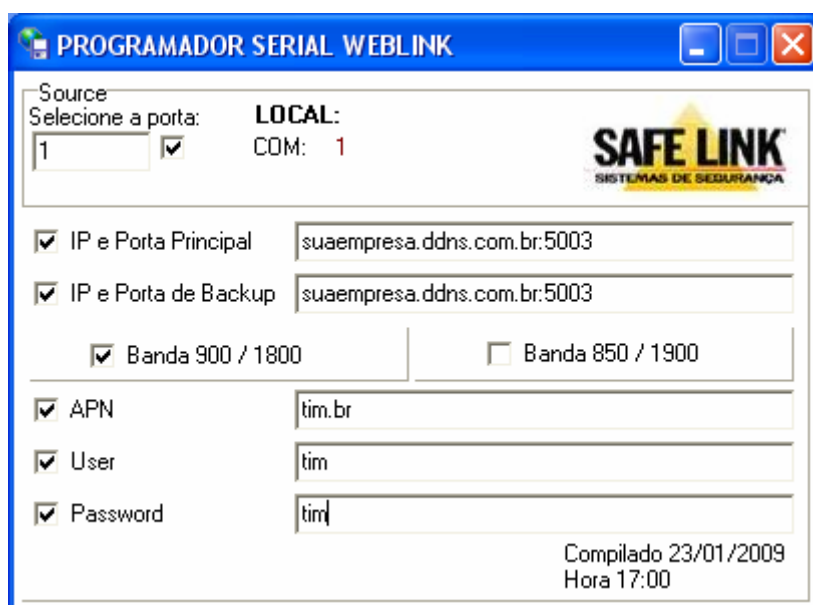 PROGRAMADOR SERIAL WEBLINK
Source
Selecione a porta:
LOCAL:
1
COM: 1
SAFE LINK
SISTEMAS DE SEGURANÇA
IP e Porta Principal
suaempresa.ddns.com.br:5003
IP e Porta de Backup
suaempresa.ddns.com.br:5003
Banda 900 / 1800
Banda 850 / 1900
APN
tim.br
User
tim
Password
tim
Compilado 23/01/2009
Hora 17:00